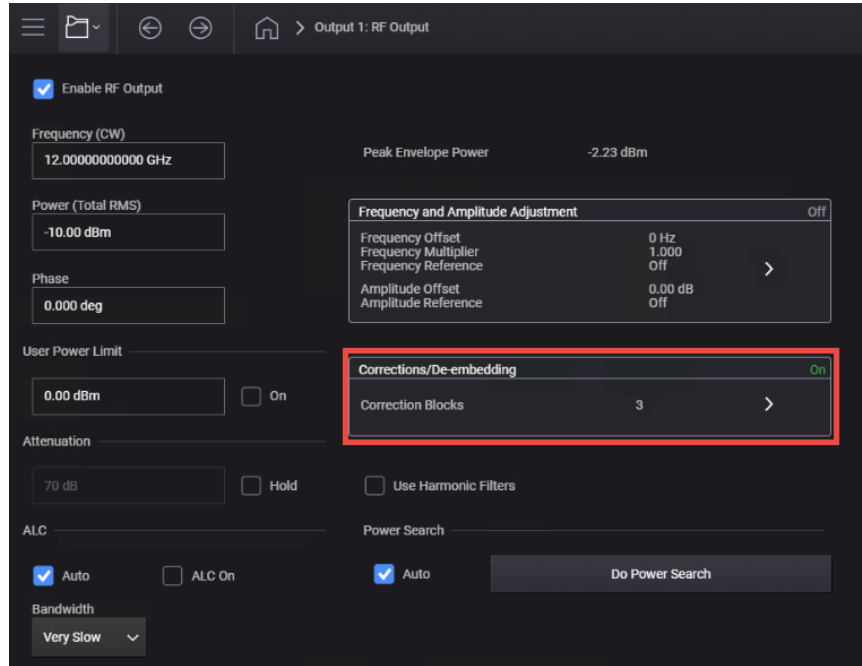 Output 1: RF Output
Enable RF Output
Frequency (CW)
12.00000000000 GHz
Peak Envelope Power -2.23 dBm
Power (Total RMS)
-10.00 dBm
Phase
0.000 deg
Frequency and Amplitude Adjustment Off
Frequency Offset 0 Hz
Frequency Multiplier 1.000
Frequency Reference Off
Amplitude Offset 0.00 dB
Amplitude Reference Off
User Power Limit
0.00 dBm On
Corrections/De-embedding On
Correction Blocks 3
Attenuation
70 dB Hold
Use Harmonic Filters
ALC
Auto ALC On
Bandwidth
Very Slow
Power Search
Auto Do Power Search